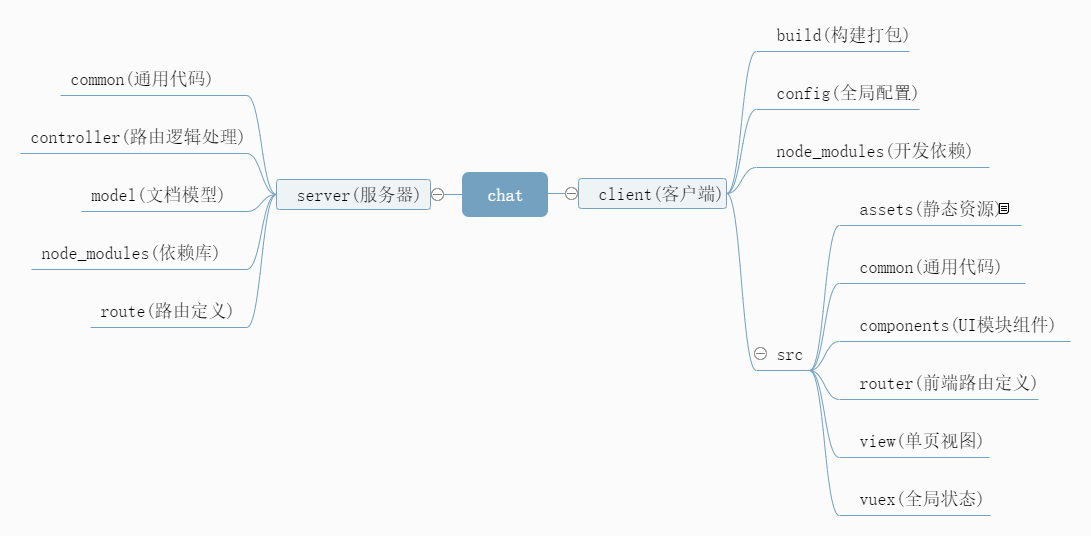 common(通用代码)
controller(路由逻辑处理)
model(文档模型)
node_modules(依赖库)
route(路由定义)
server(服务器)
chat
client(客户端)
build(构建打包)
config(全局配置)
node_modules(开发依赖)
src
assets(静态资源)
common(通用代码)
components(UI模块组件)
router(前端路由定义)
view(单页视图)
vuex(全局状态)